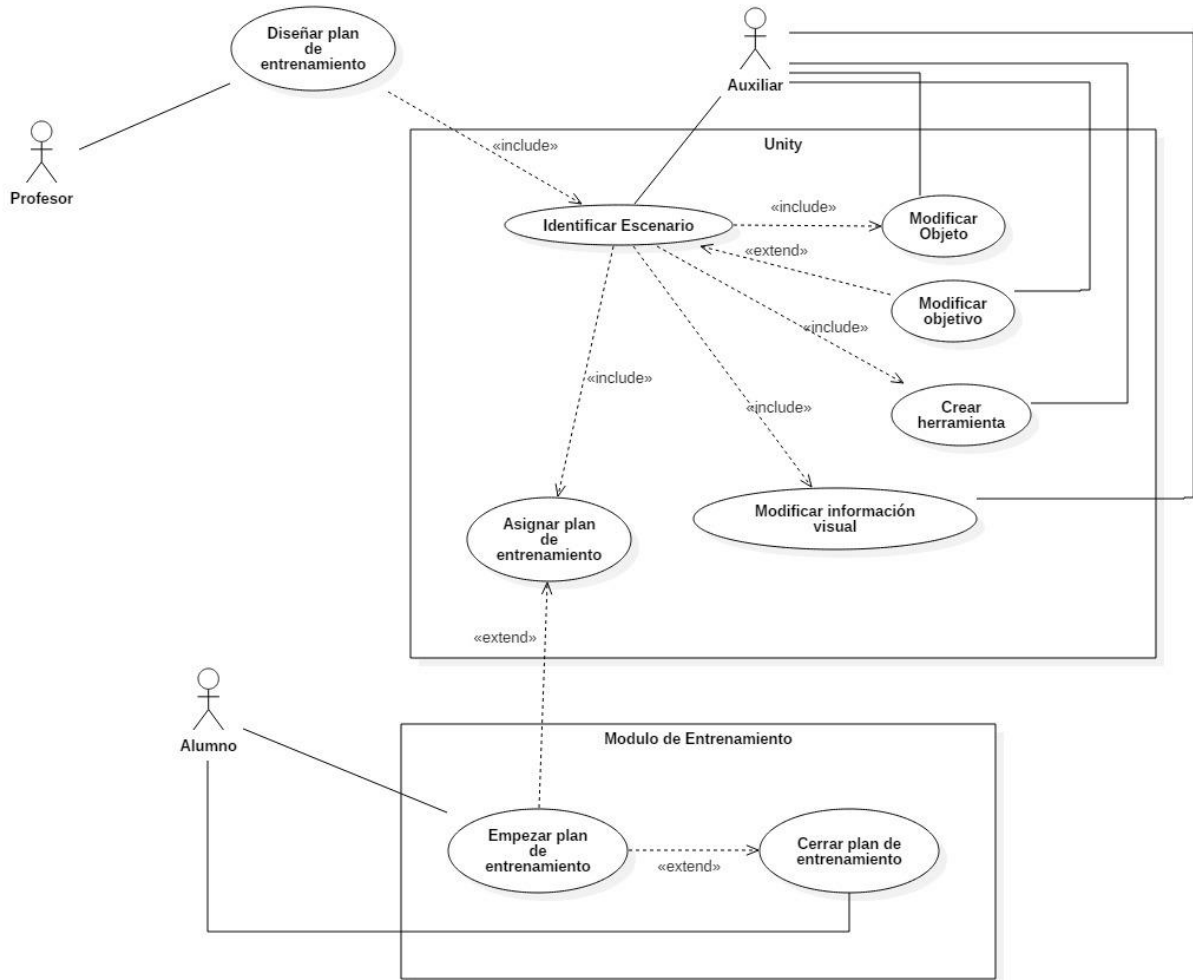 Diseñar plan
de
entrenamiento
Auxiliar
Profesor
Unity
«include»
Identificar Escenario
«include»
Modificar
Objeto
«extend»
Modificar
objetivo
«include»
«include»
«include»
Crear
herramienta
Asignar plan
de
entrenamiento
Modificar información
visual
«extend»
Alumno
Modulo de Entrenamiento
Empezar plan
de
entrenamiento
«extend»
Cerrar plan de
entrenamiento